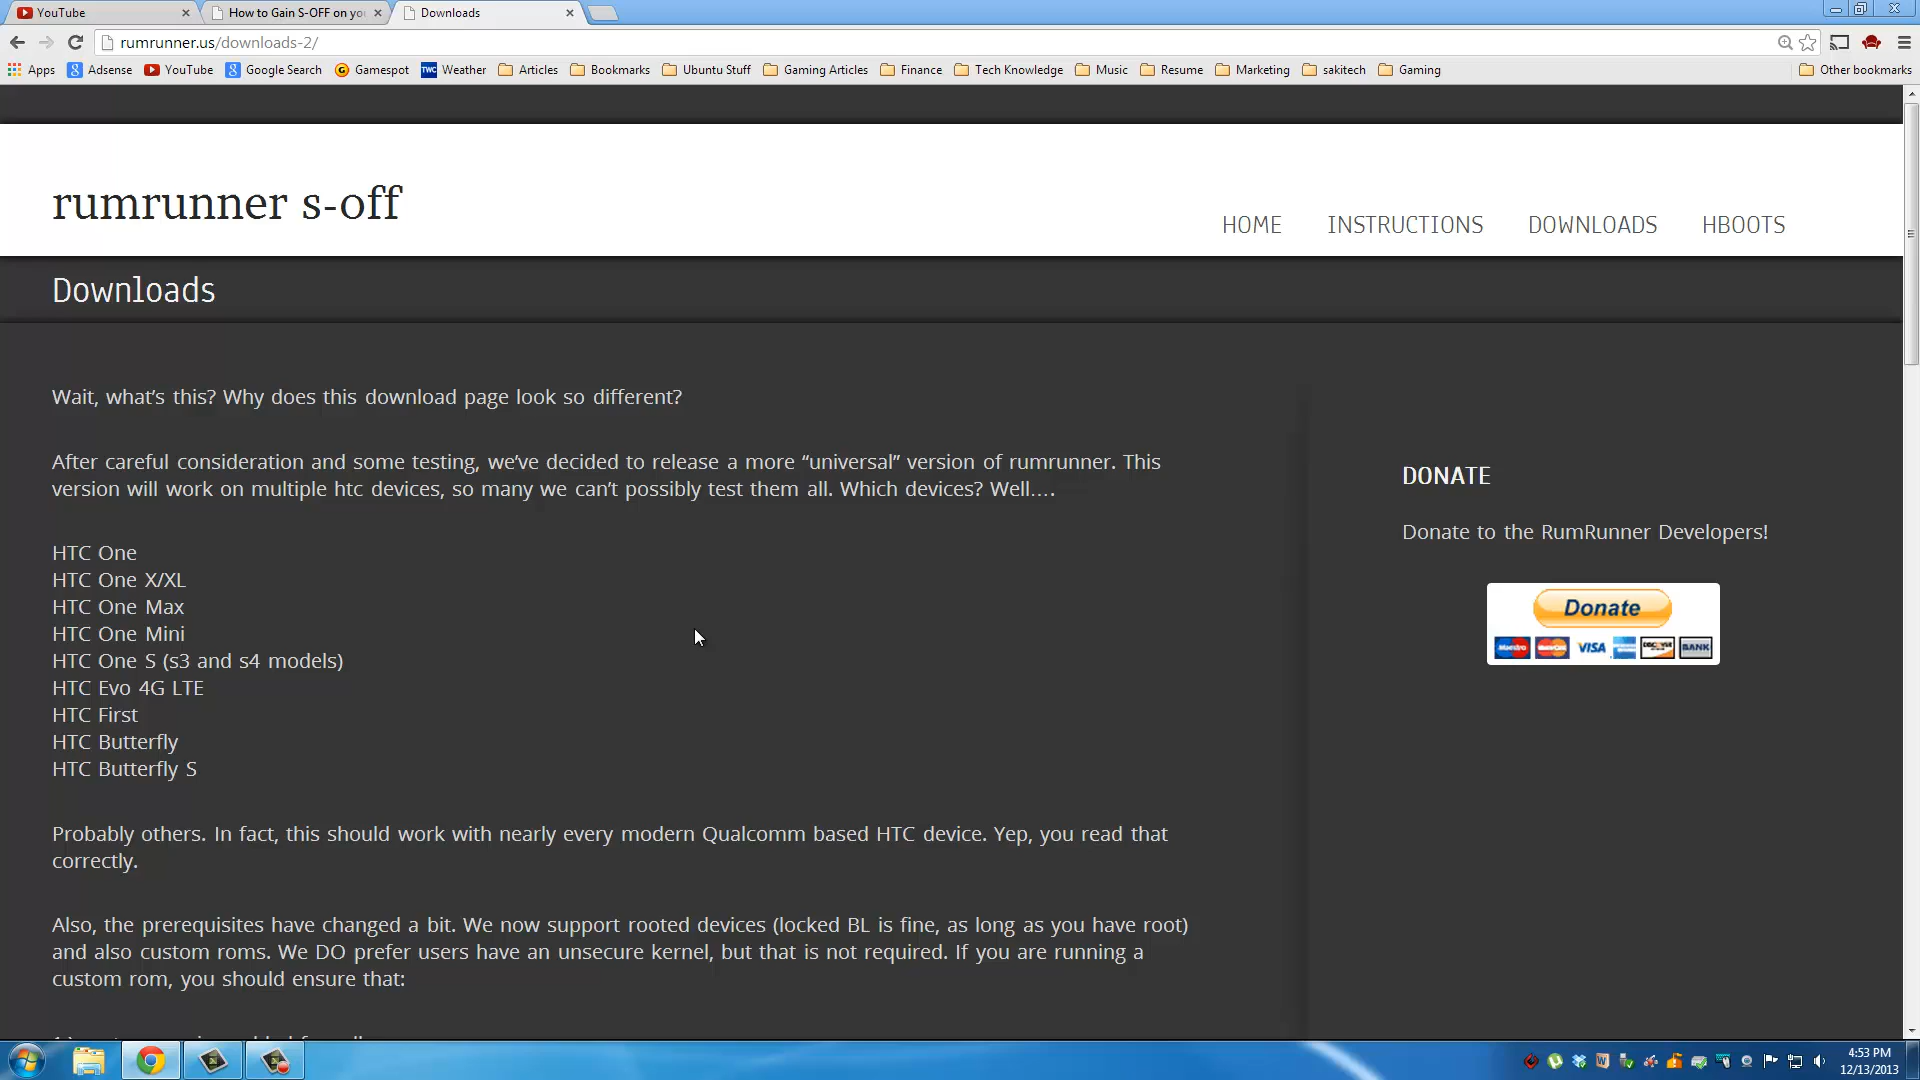 YouTube
How to Gain S-OFF on yo
Downloads
rumrunner.us/downloads-2/
Apps
Adsense
YouTube
Google Search
Gamespot
TWC
Weather
Articles
Bookmarks
Ubuntu Stuff
Gaming Articles
Finance
Tech Knowledge
Music
Resume
Marketing
sakitech
Gaming
Other bookmarks
rumrunner s-off
HOME
INSTRUCTIONS
DOWNLOADS
HBOOTS
Downloads
Wait, what’s this? Why does this download page look so different?
After careful consideration and some testing, we’ve decided to release a more “universal” version of rumrunner. This
version will work on multiple htc devices, so many we can’t possibly test them all. Which devices? Well….
HTC One
HTC One X/XL
HTC One Max
HTC One Mini
HTC One S (s3 and s4 models)
HTC Evo 4G LTE
HTC First
HTC Butterfly
HTC Butterfly S
Probably others. In fact, this should work with nearly every modern Qualcomm based HTC device. Yep, you read that
correctly.
Also, the prerequisites have changed a bit. We now support rooted devices (locked BL is fine, as long as you have root)
and also custom roms. We DO prefer users have an unsecure kernel, but that is not required. If you are running a
custom rom, you should ensure that:
DONATE
Donate to the RumRunner Developers!
Donate
Maestro
MasterCard
VISA
DISCOVER
BANK
4:53 PM
12/13/2013